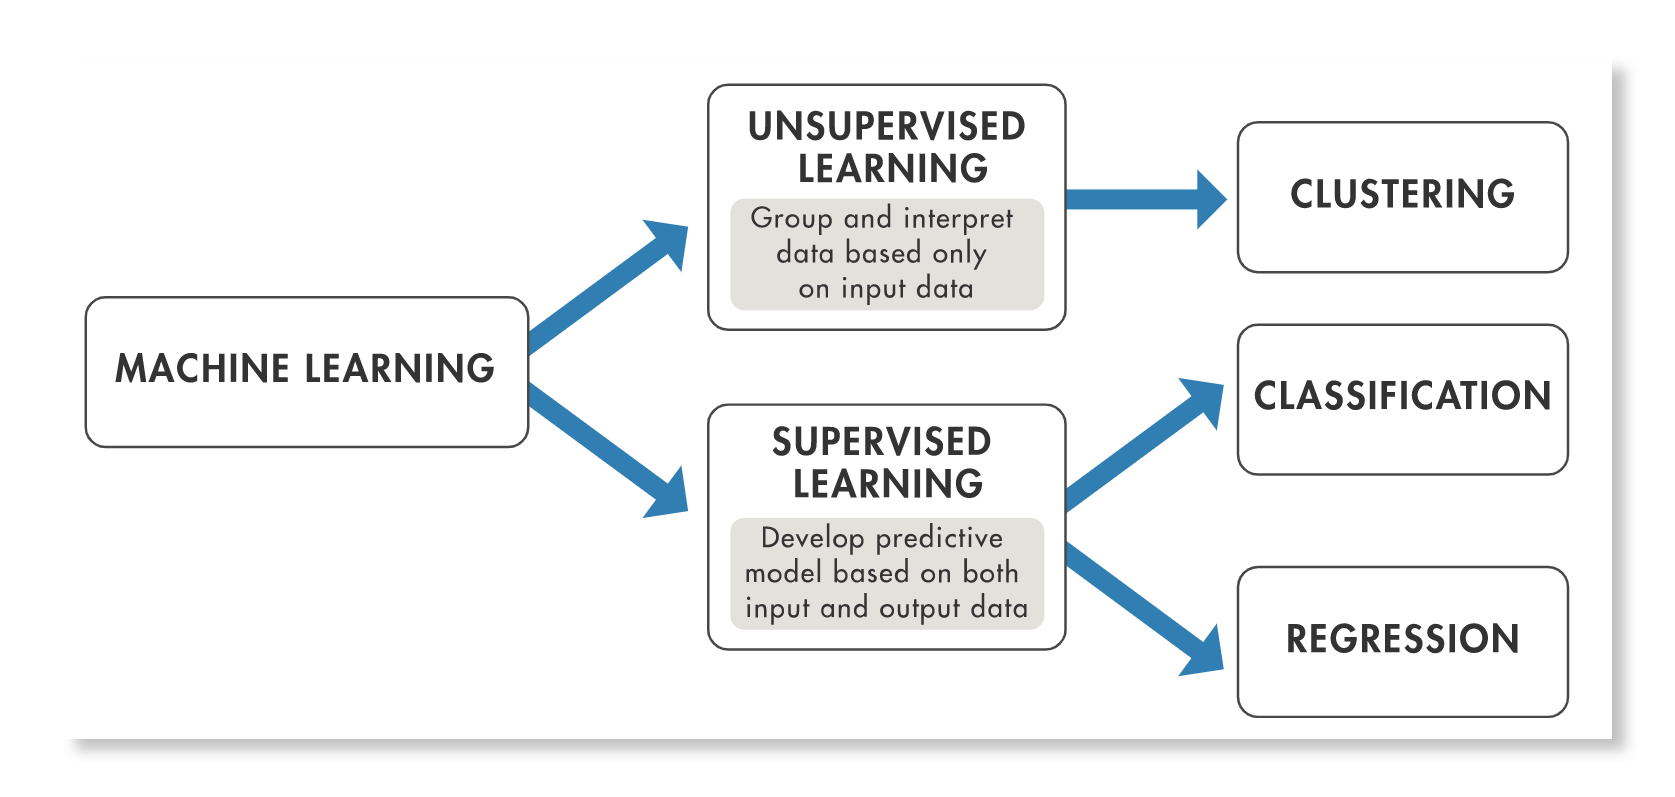 MACHINE LEARNING
UNSUPERVISED
LEARNING
Group and interpret
data based only
on input data
SUPERVISED
LEARNING
Develop predictive
model based on both
input and output data
CLUSTERING
CLASSIFICATION
REGRESSION